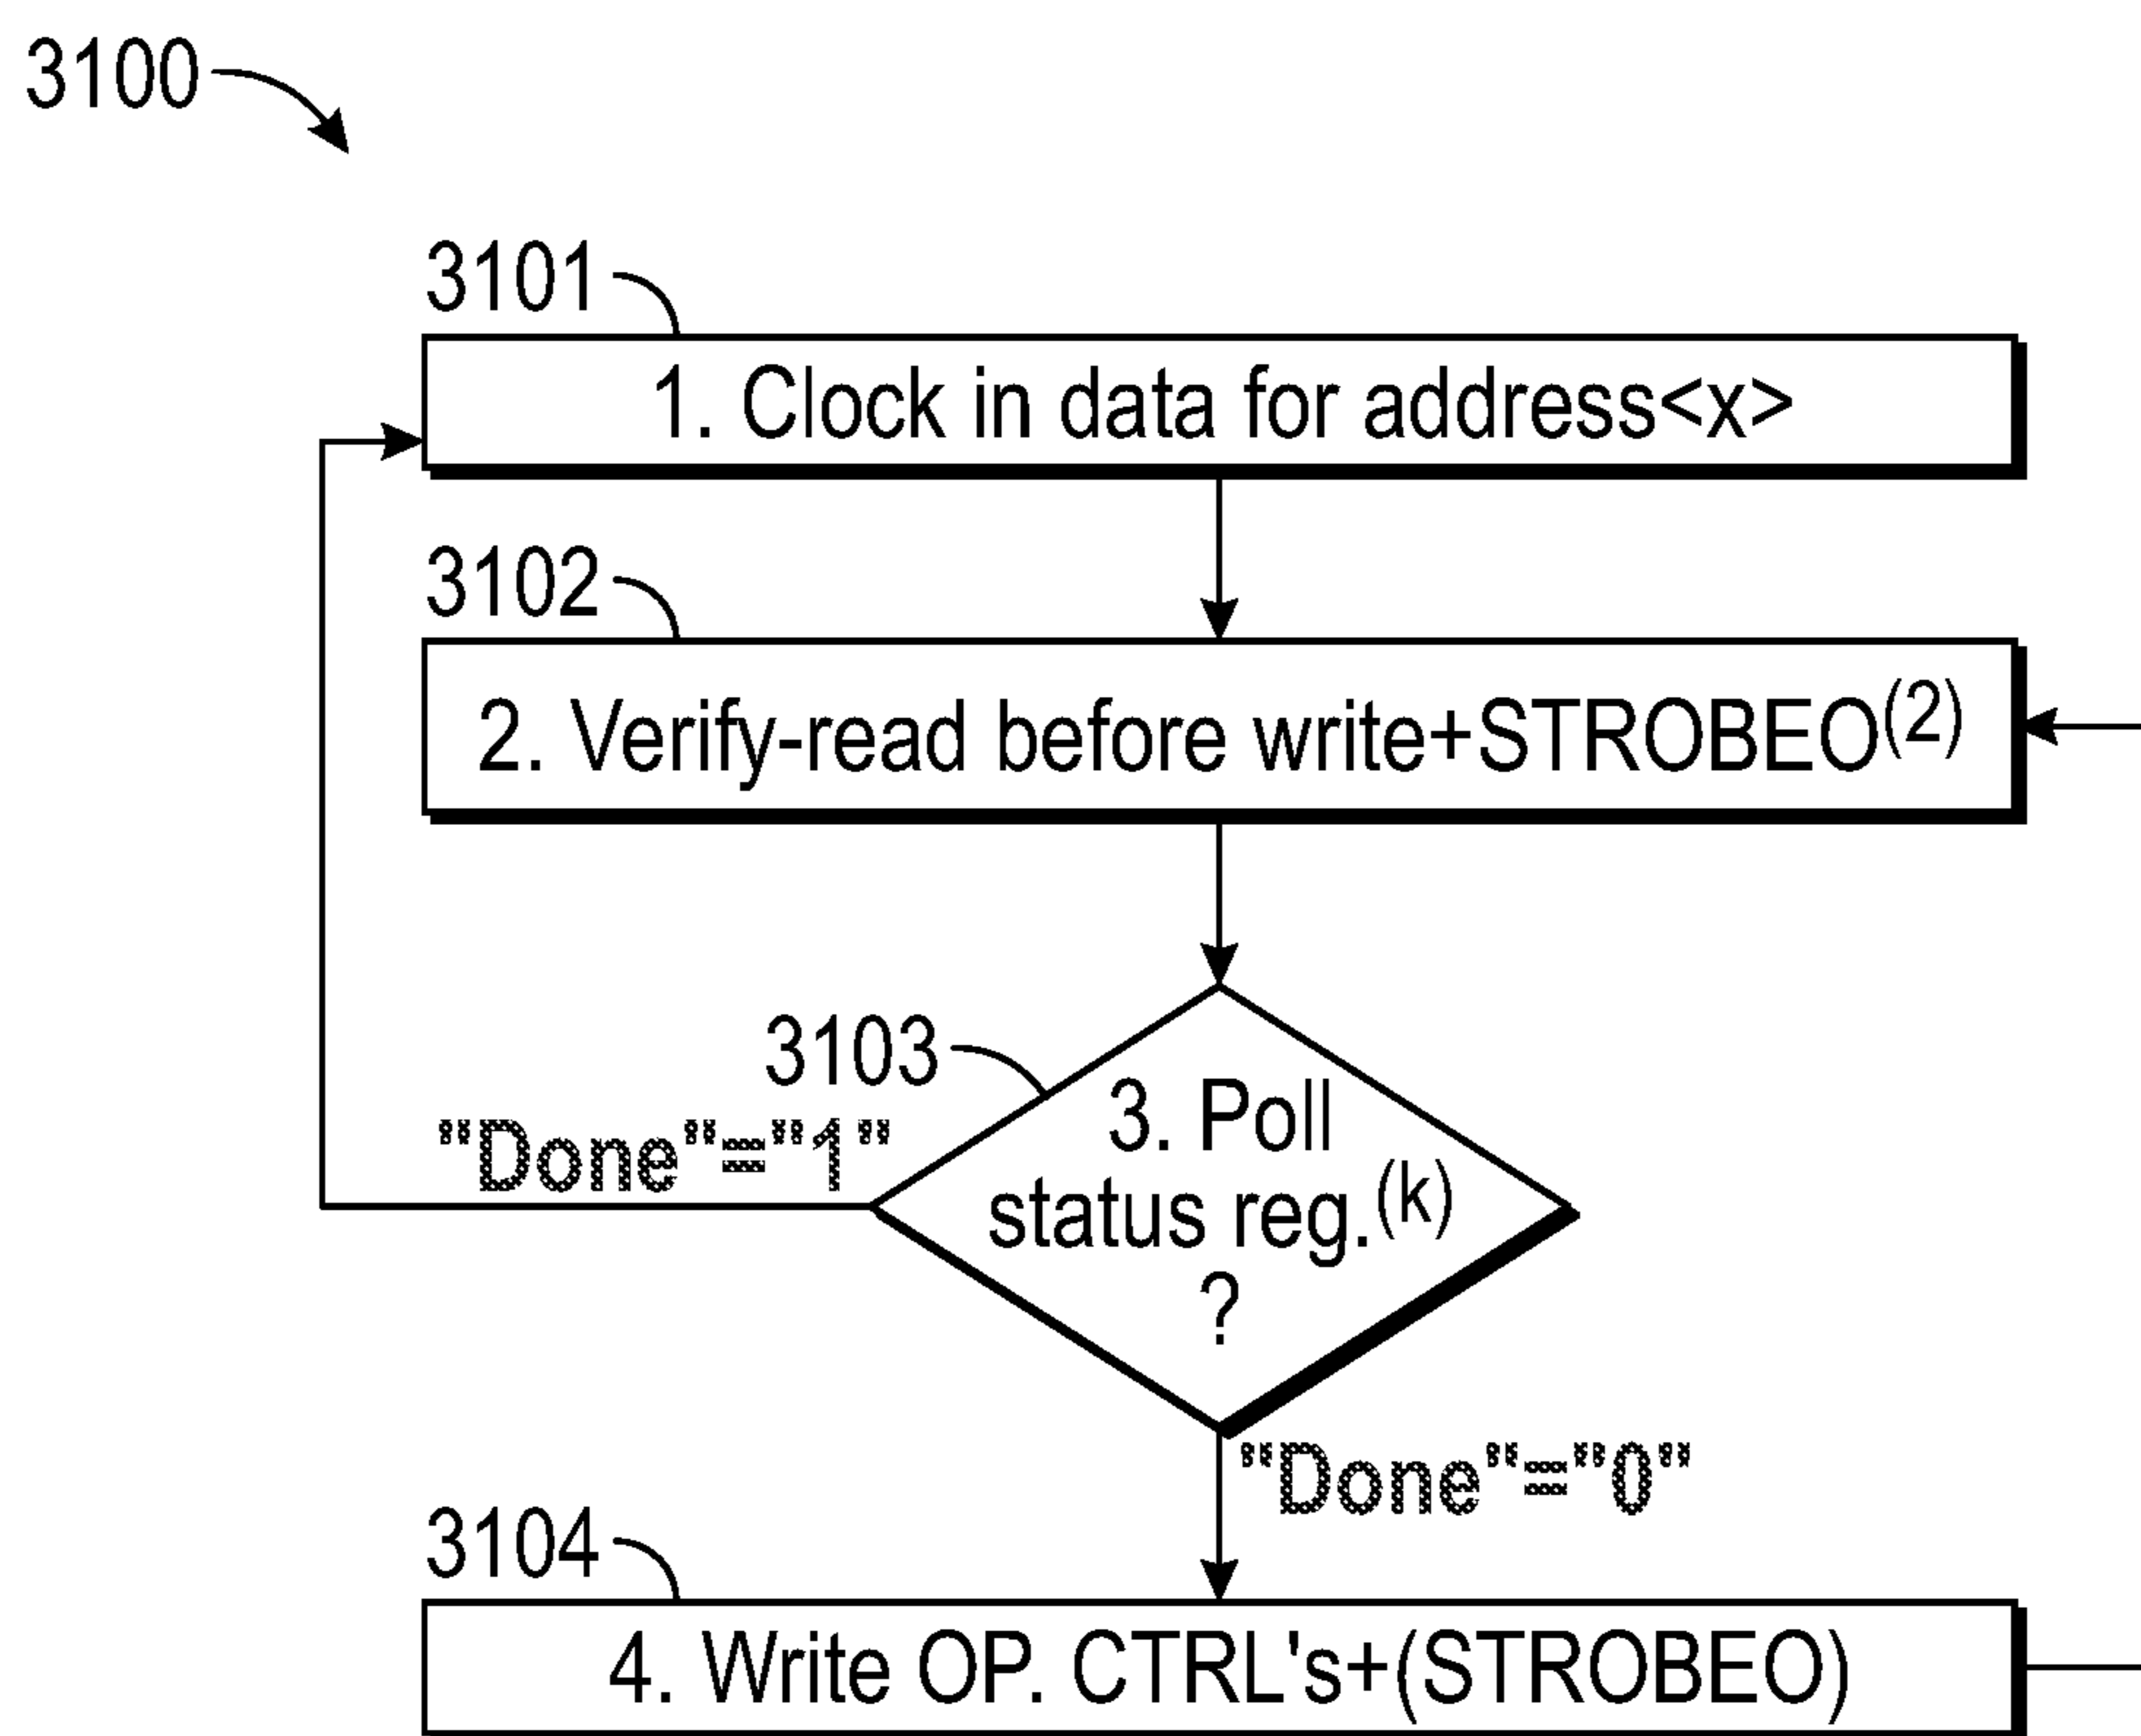 3100
3101
1. Clock in data for address<x>
3102
2. Verify-read before write+STROBEO(2)
3103
3. Poll
status reg.(k)
?
"Done"="1"
"Done"="0"
3104
4. Write OP. CTRL's+(STROBEO)